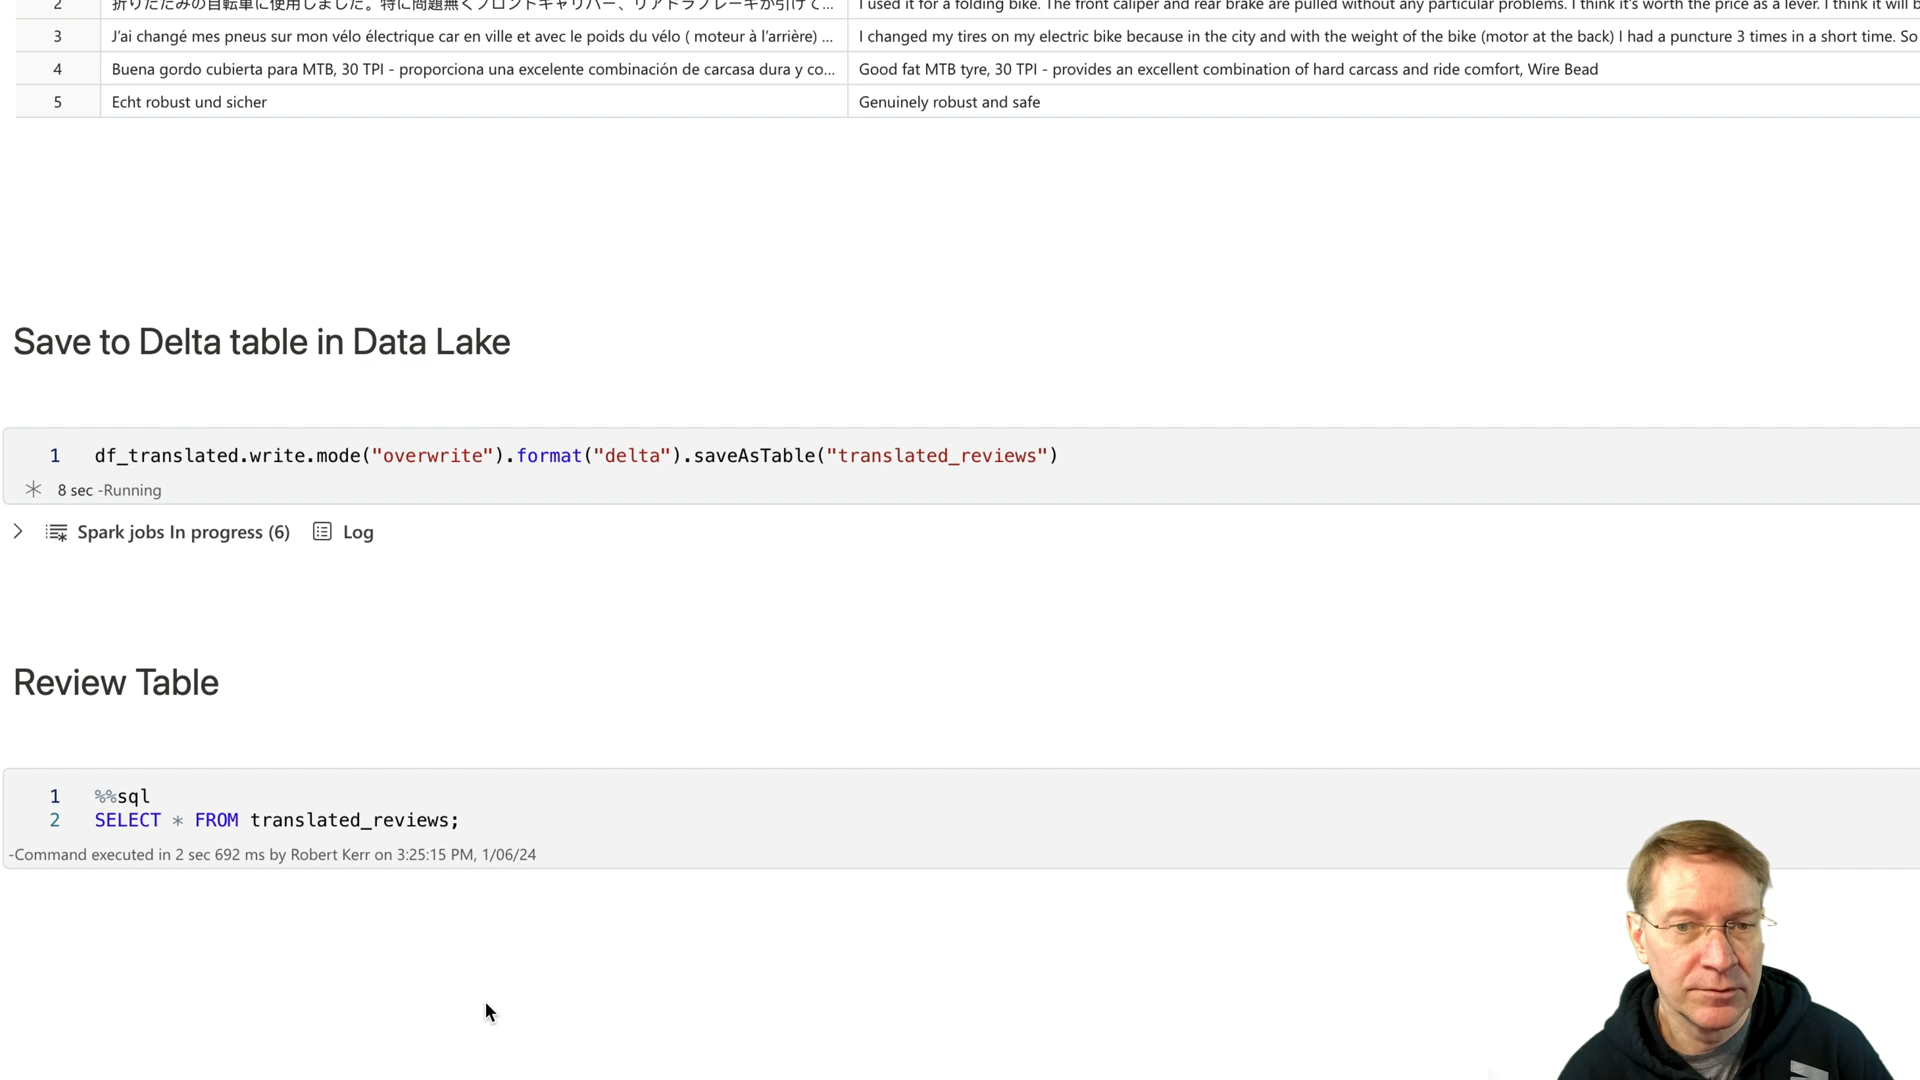 2 折りたたみの自転車に使用しました。特に問題無くフロントキャリパー、リアドラブレーキが引けて... I used it for a folding bike. The front caliper and rear brake are pulled without any particular problems. I think it's worth the price as a lever. I think it will b
3 J'ai changé mes pneus sur mon vélo électrique car en ville et avec le poids du vélo ( moteur à l'arrière) ... I changed my tires on my electric bike because in the city and with the weight of the bike (motor at the back) I had a puncture 3 times in a short time. So
4 Buena gordo cubierta para MTB, 30 TPI - proporciona una excelente combinación de carcasa dura y co... Good fat MTB tyre, 30 TPI - provides an excellent combination of hard carcass and ride comfort, Wire Bead
5 Echt robust und sicher Genuinely robust and safe
Save to Delta table in Data Lake
1 df_translated.write.mode("overwrite").format("delta").saveAsTable("translated_reviews")
8 sec -Running
Spark jobs In progress (6) Log
Review Table
1 %%sql
2 SELECT * FROM translated_reviews;
-Command executed in 2 sec 692 ms by Robert Kerr on 3:25:15 PM, 1/06/24